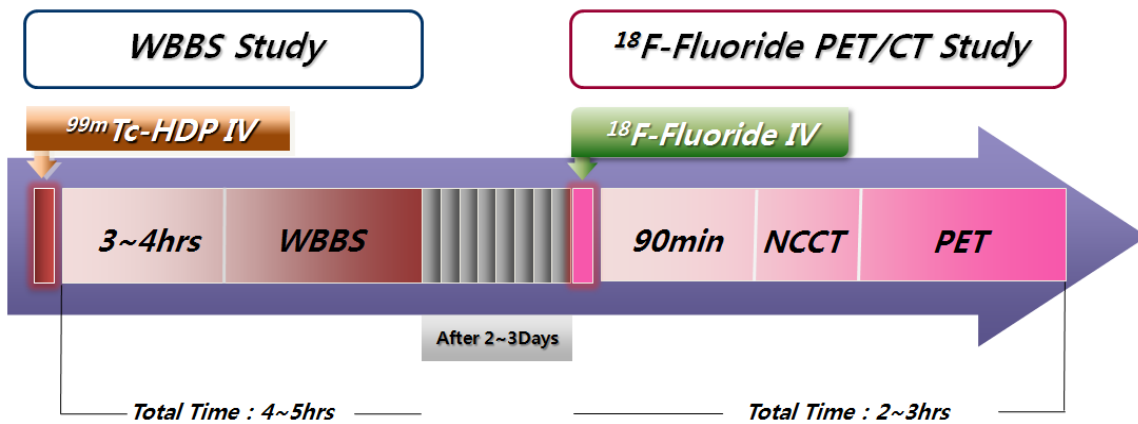 WBBS Study
¹⁸F-Fluoride PET/CT Study
⁹⁹ᵐTc-HDP IV
¹⁸F-Fluoride IV
3~4hrs
WBBS
90min
NCCT
PET
After 2~3Days
Total Time : 4~5hrs
Total Time : 2~3hrs